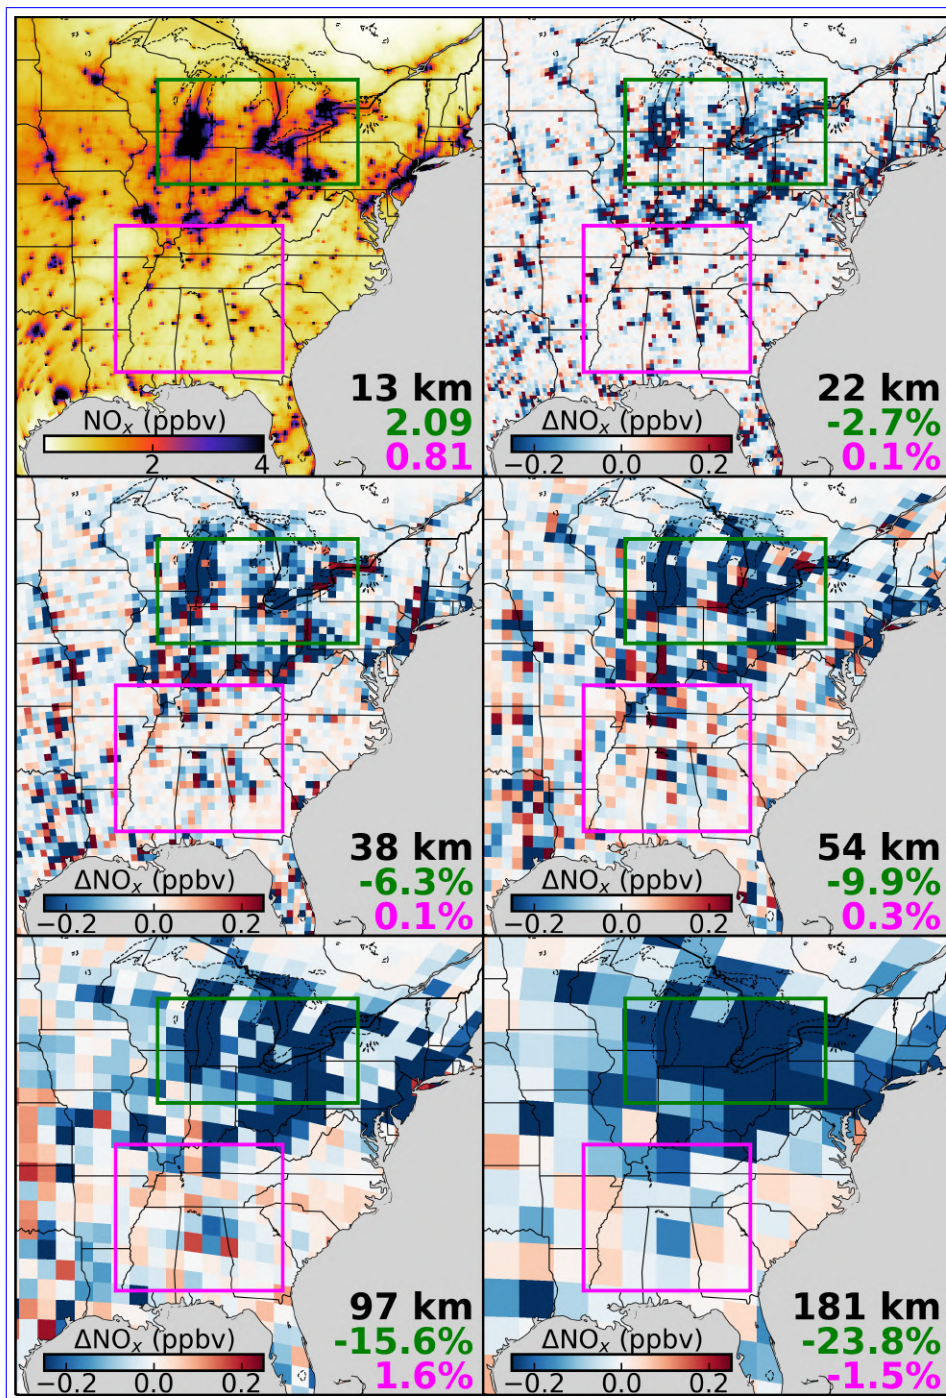 13 km
2.09
0.81
NOx (ppbv)
2 4
22 km
-2.7%
0.1%
ΔNOx (ppbv)
−0.2 0.0 0.2
38 km
-6.3%
0.1%
ΔNOx (ppbv)
−0.2 0.0 0.2
54 km
-9.9%
0.3%
ΔNOx (ppbv)
−0.2 0.0 0.2
97 km
-15.6%
1.6%
ΔNOx (ppbv)
−0.2 0.0 0.2
181 km
-23.8%
-1.5%
ΔNOx (ppbv)
−0.2 0.0 0.2